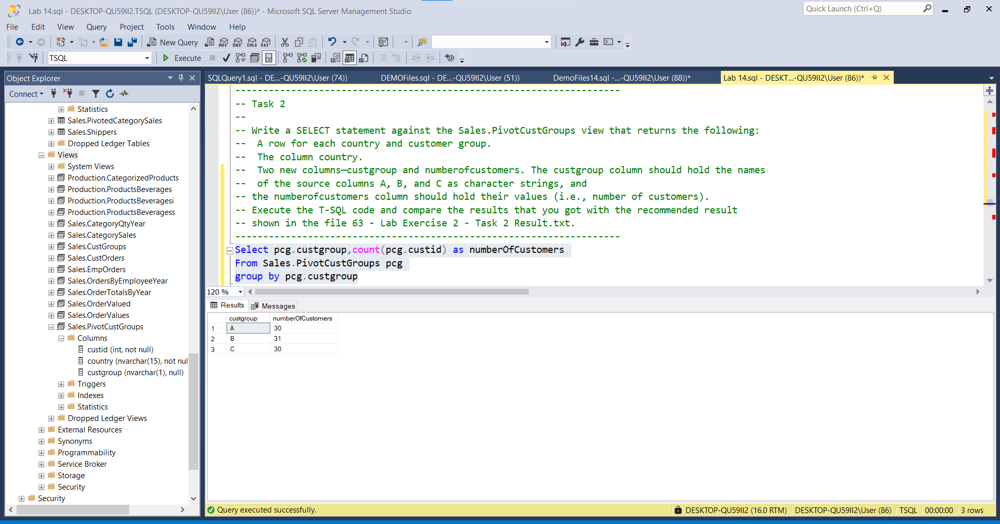 Lab 14.sql - DESKTOP-QU59II2.TSQL (DESKTOP-QU59II2\User (86))* - Microsoft SQL Server Management Studio
Quick Launch (Ctrl+Q)
File Edit View Query Project Tools Window Help
New Query MDX DMX XMLA DAX
TSQL Execute
Object Explorer
Connect
Statistics
Sales.PivotedCategorySales
Sales.Shippers
Dropped Ledger Tables
Views
System Views
Production.CategorizedProducts
Production.ProductsBeverages
Production.ProductsBeveragesi
Production.ProductsBeveragess
Sales.CategoryQtyYear
Sales.CategorySales
Sales.CustGroups
Sales.CustOrders
Sales.EmpOrders
Sales.OrdersByEmployeeYear
Sales.OrderTotalsByYear
Sales.OrderValued
Sales.OrderValues
Sales.PivotCustGroups
Columns
custid (int, not null)
country (nvarchar(15), not nul
custgroup (nvarchar(1), null)
Triggers
Indexes
Statistics
Dropped Ledger Views
External Resources
Synonyms
Programmability
Service Broker
Storage
Security
Security
SQLQuery1.sql - DE...-QU59II2\User (74)) DEMOFiles.sql - DE...-QU59II2\User (51)) DemoFiles14.sql -...-QU59II2\User (88))* Lab 14.sql - DESKT...-QU59II2\User (86))*
---------------------------------------------------------------------
-- Task 2
--
-- Write a SELECT statement against the Sales.PivotCustGroups view that returns the following:
--  A row for each country and customer group.
--  The column country.
--  Two new columns—custgroup and numberofcustomers. The custgroup column should hold the names
--  of the source columns A, B, and C as character strings, and
-- the numberofcustomers column should hold their values (i.e., number of customers).
-- Execute the T-SQL code and compare the results that you got with the recommended result
-- shown in the file 63 - Lab Exercise 2 - Task 2 Result.txt.
---------------------------------------------------------------------
Select pcg.custgroup,count(pcg.custid) as numberOfCustomers
From Sales.PivotCustGroups pcg
group by pcg.custgroup
120 %
Results Messages
custgroup numberOfCustomers
1 A 30
2 B 31
3 C 30
Query executed successfully. DESKTOP-QU59II2 (16.0 RTM) DESKTOP-QU59II2\User (86) TSQL 00:00:00 3 rows